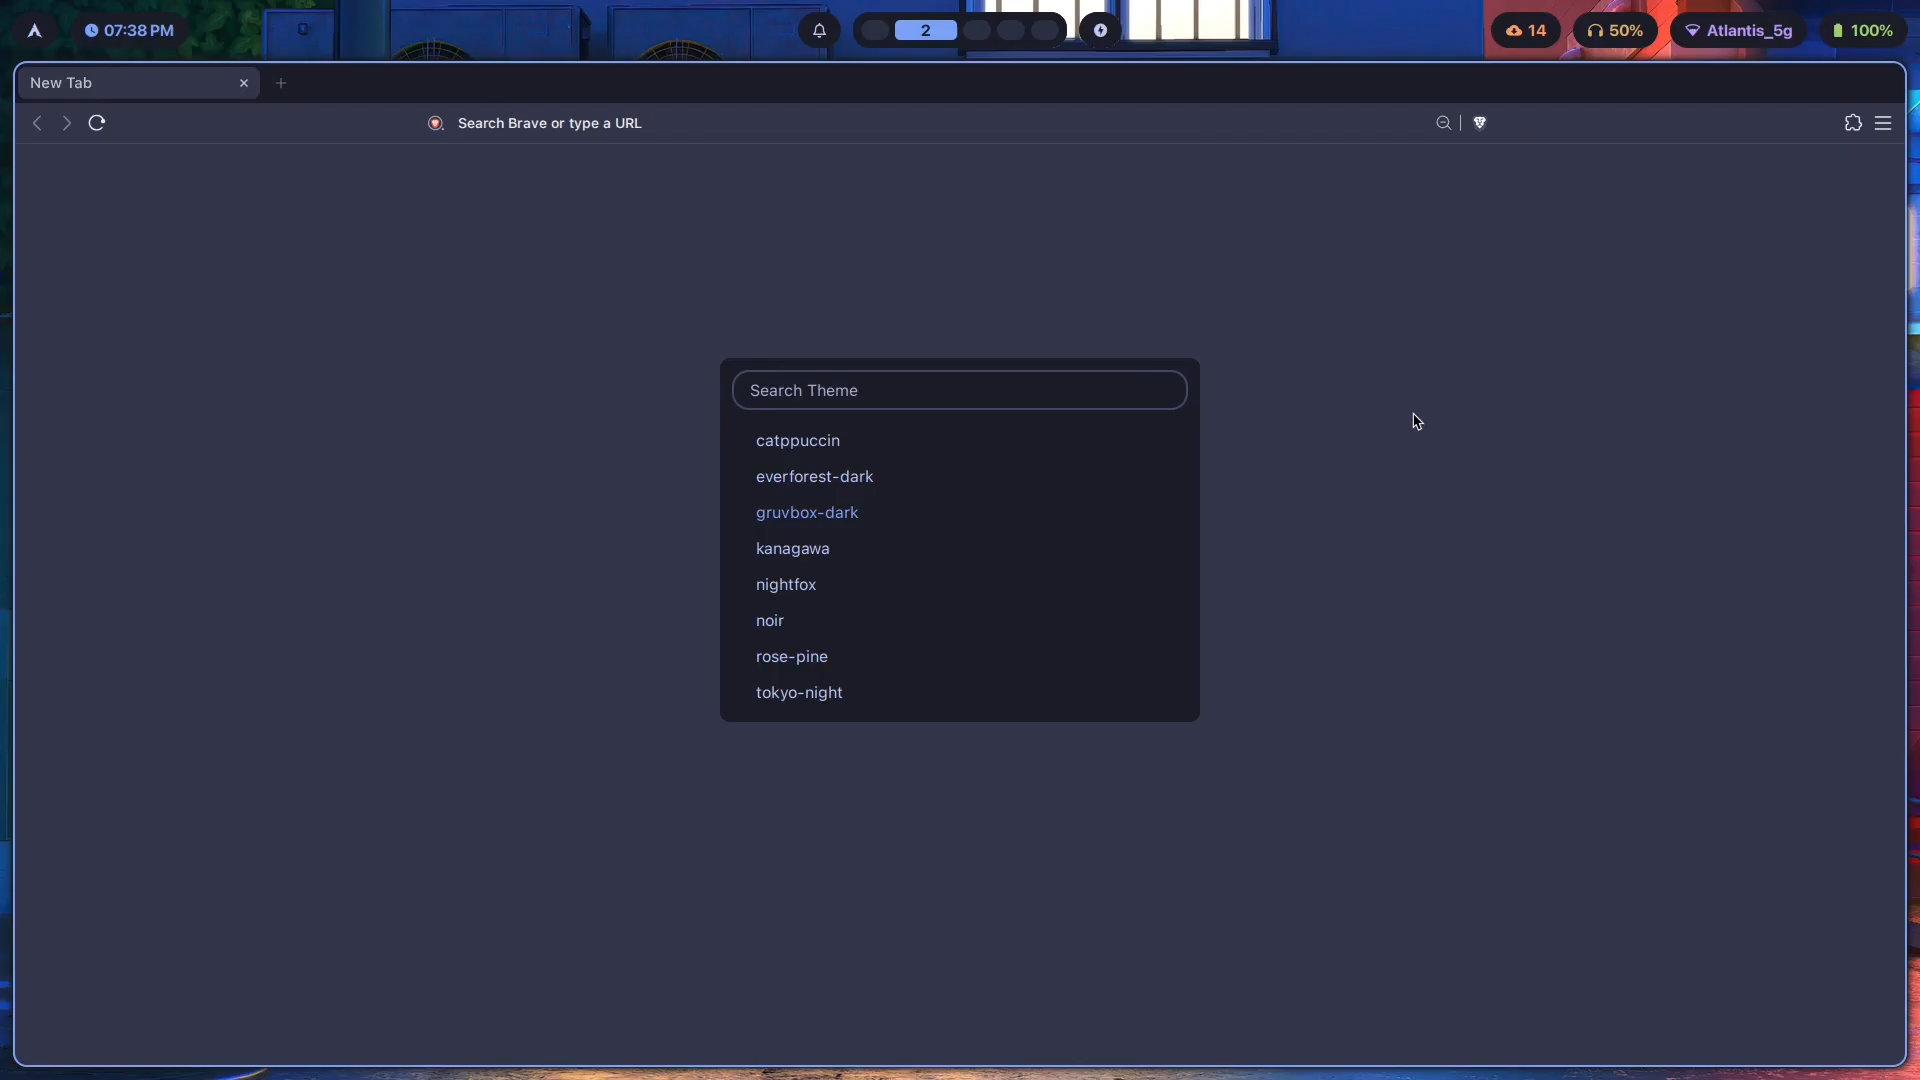 07:38 PM
2
14
50%
Atlantis_5g
100%
New Tab
Search Brave or type a URL
Search Theme
catppuccin
everforest-dark
gruvbox-dark
kanagawa
nightfox
noir
rose-pine
tokyo-night